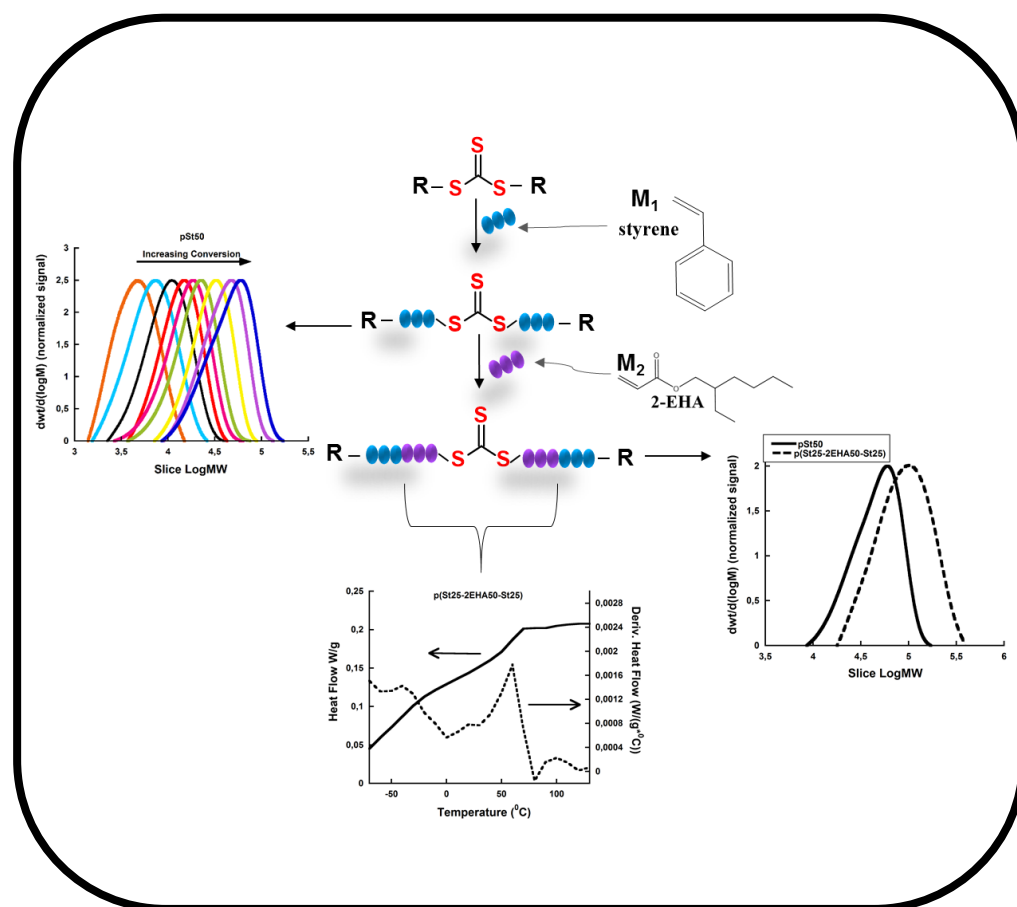 S
R – S S – R
M₁
styrene
pSt50
Increasing Conversion
dwt/d(logM) (normalized signal)
3
2,5
2
1,5
1
0,5
0
3 3,5 4 4,5 5 5,5
Slice LogMW
S
R – S S – R
M₂
O
O
2-EHA
S
R – S S – R
pSt50
p(St25-2EHA50-St25)
dwt/d(logM) (normalized signal)
2
1,5
1
0,5
0
3,5 4 4,5 5 5,5 6
Slice LogMW
p(St25-2EHA50-St25)
Heat Flow W/g
0,25
0,2
0,15
0,1
0,05
0
-50 0 50 100
Temperature (⁰C)
0,0028
0,0024
0,002
0,0016
0,0012
0,0008
0,0004
0
Deriv. Heat Flow (W/(g*⁰C))